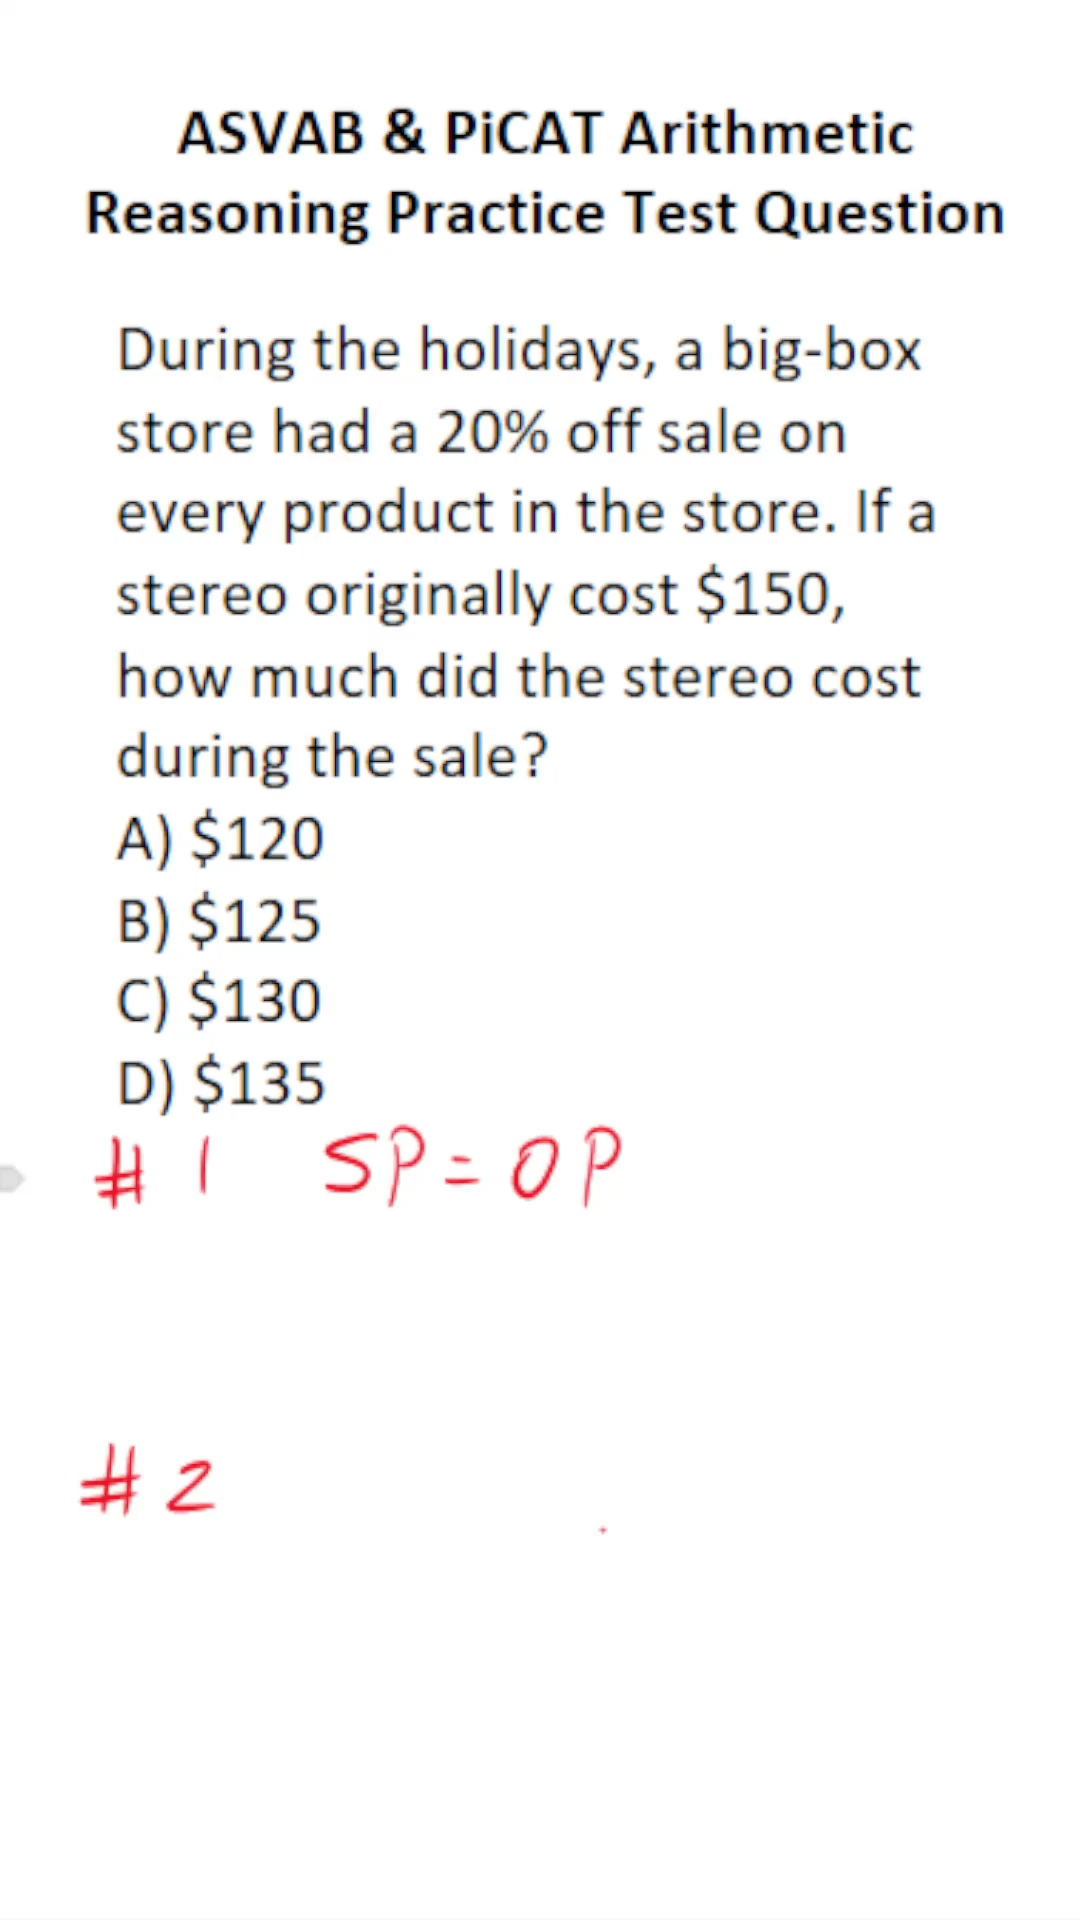 ASVAB & PiCAT Arithmetic
Reasoning Practice Test Question
During the holidays, a big-box
store had a 20% off sale on
every product in the store. If a
stereo originally cost $150,
how much did the stereo cost
during the sale?
A) $120
B) $125
C) $130
D) $135
#1 SP=OP
#2